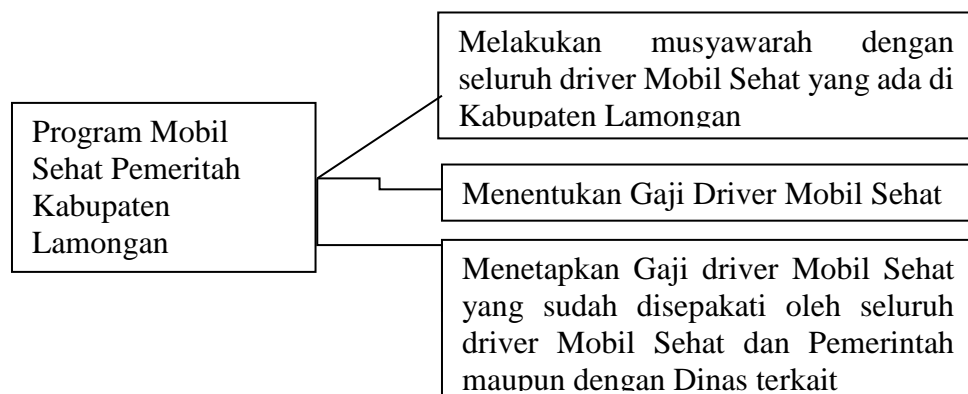 Program Mobil
Sehat Pemeritah
Kabupaten
Lamongan
Melakukan musyawarah dengan
seluruh driver Mobil Sehat yang ada di
Kabupaten Lamongan
Menentukan Gaji Driver Mobil Sehat
Menetapkan Gaji driver Mobil Sehat
yang sudah disepakati oleh seluruh
driver Mobil Sehat dan Pemerintah
maupun dengan Dinas terkait